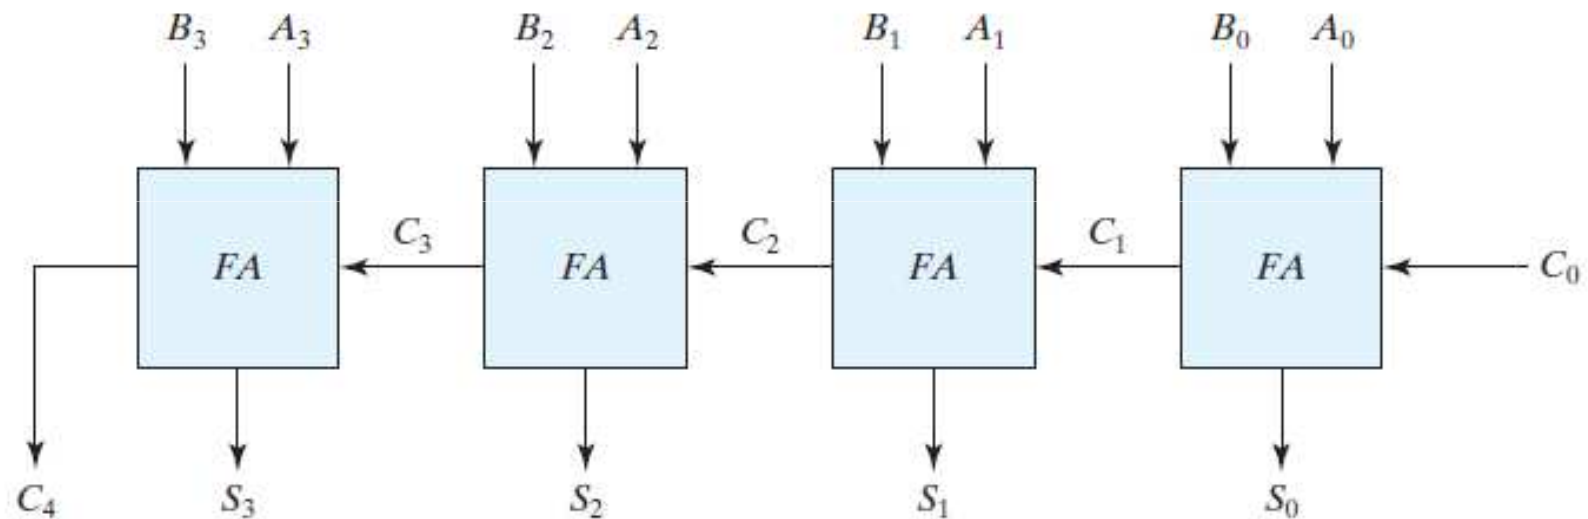 B₃ A₃ B₂ A₂ B₁ A₁ B₀ A₀
FA C₃ FA C₂ FA C₁ FA C₀
C₄ S₃ S₂ S₁ S₀